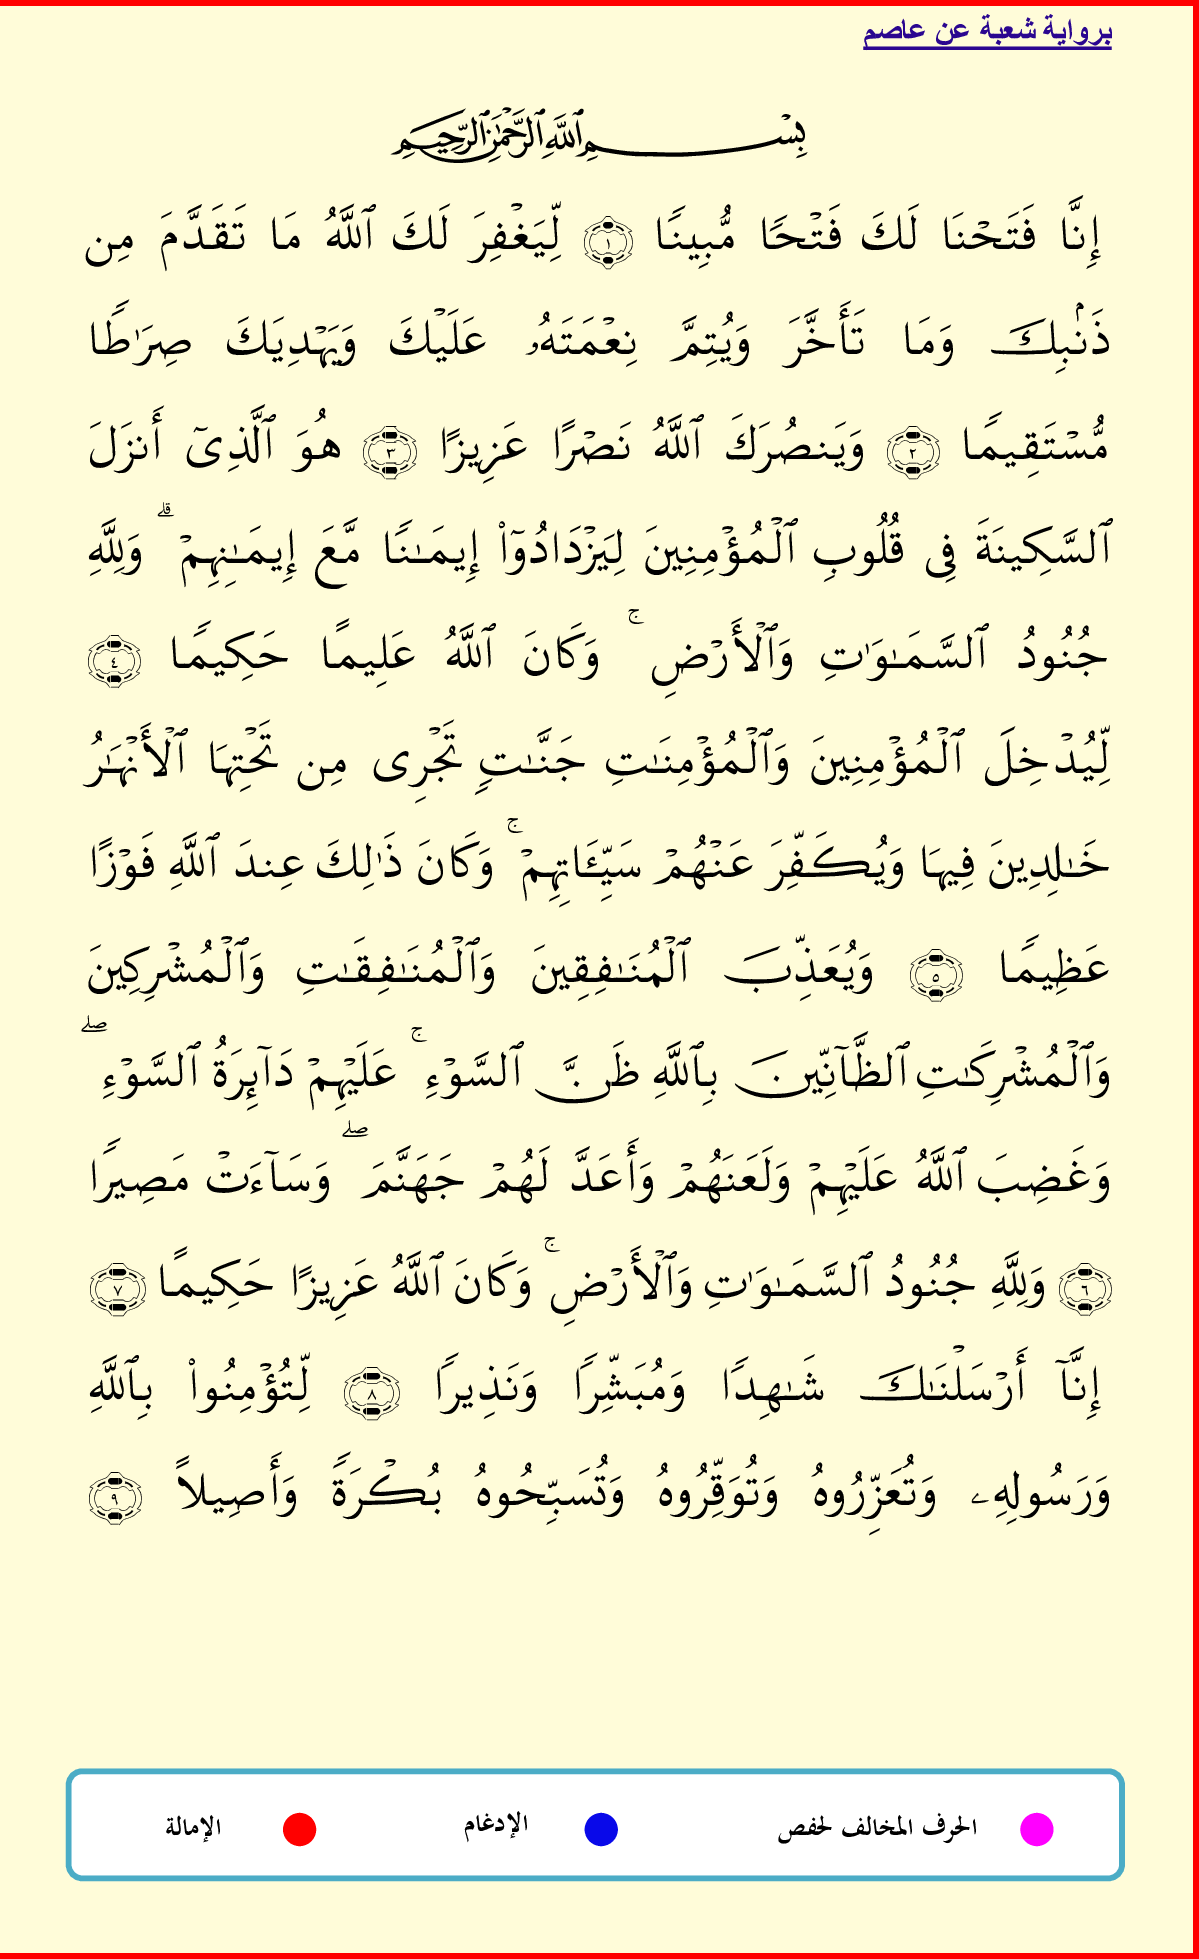 برواية شعبة عن عاصم
بِسۡمِ ٱللَّهِ ٱلرَّحۡمَٰنِ ٱلرَّحِيمِ
إِنَّا فَتَحۡنَا لَكَ فَتۡحًا مُّبِينًا ١ لِّيَغۡفِرَ لَكَ ٱللَّهُ مَا تَقَدَّمَ مِن
ذَنۢبِكَ وَمَا تَأَخَّرَ وَيُتِمَّ نِعۡمَتَهُۥ عَلَيۡكَ وَيَهۡدِيَكَ صِرَٰطًا
مُّسۡتَقِيمًا ٢ وَيَنصُرَكَ ٱللَّهُ نَصۡرًا عَزِيزًا ٣ هُوَ ٱلَّذِيٓ أَنزَلَ
ٱلسَّكِينَةَ فِي قُلُوبِ ٱلۡمُؤۡمِنِينَ لِيَزۡدَادُوٓاْ إِيمَٰنًا مَّعَ إِيمَٰنِهِمۡۗ وَلِلَّهِ
جُنُودُ ٱلسَّمَٰوَٰتِ وَٱلۡأَرۡضِۚ وَكَانَ ٱللَّهُ عَلِيمًا حَكِيمًا ٤
لِّيُدۡخِلَ ٱلۡمُؤۡمِنِينَ وَٱلۡمُؤۡمِنَٰتِ جَنَّٰتٍ تَجۡرِي مِن تَحۡتِهَا ٱلۡأَنۡهَٰرُ
خَٰلِدِينَ فِيهَا وَيُكَفِّرَ عَنۡهُمۡ سَيِّـَٔاتِهِمۡۚ وَكَانَ ذَٰلِكَ عِندَ ٱللَّهِ فَوۡزًا
عَظِيمًا ٥ وَيُعَذِّبَ ٱلۡمُنَٰفِقِينَ وَٱلۡمُنَٰفِقَٰتِ وَٱلۡمُشۡرِكِينَ
وَٱلۡمُشۡرِكَٰتِ ٱلظَّآنِّينَ بِٱللَّهِ ظَنَّ ٱلسَّوۡءِۚ عَلَيۡهِمۡ دَآئِرَةُ ٱلسَّوۡءِۖ
وَغَضِبَ ٱللَّهُ عَلَيۡهِمۡ وَلَعَنَهُمۡ وَأَعَدَّ لَهُمۡ جَهَنَّمَۖ وَسَآءَتۡ مَصِيرًا
٦ وَلِلَّهِ جُنُودُ ٱلسَّمَٰوَٰتِ وَٱلۡأَرۡضِۚ وَكَانَ ٱللَّهُ عَزِيزًا حَكِيمًا ٧
إِنَّآ أَرۡسَلۡنَٰكَ شَٰهِدًا وَمُبَشِّرًا وَنَذِيرًا ٨ لِّتُؤۡمِنُواْ بِٱللَّهِ
وَرَسُولِهِۦ وَتُعَزِّرُوهُ وَتُوَقِّرُوهُ وَتُسَبِّحُوهُ بُكۡرَةً وَأَصِيلًا ٩
الحرف المخالف لحفص
الإدغام
الإمالة